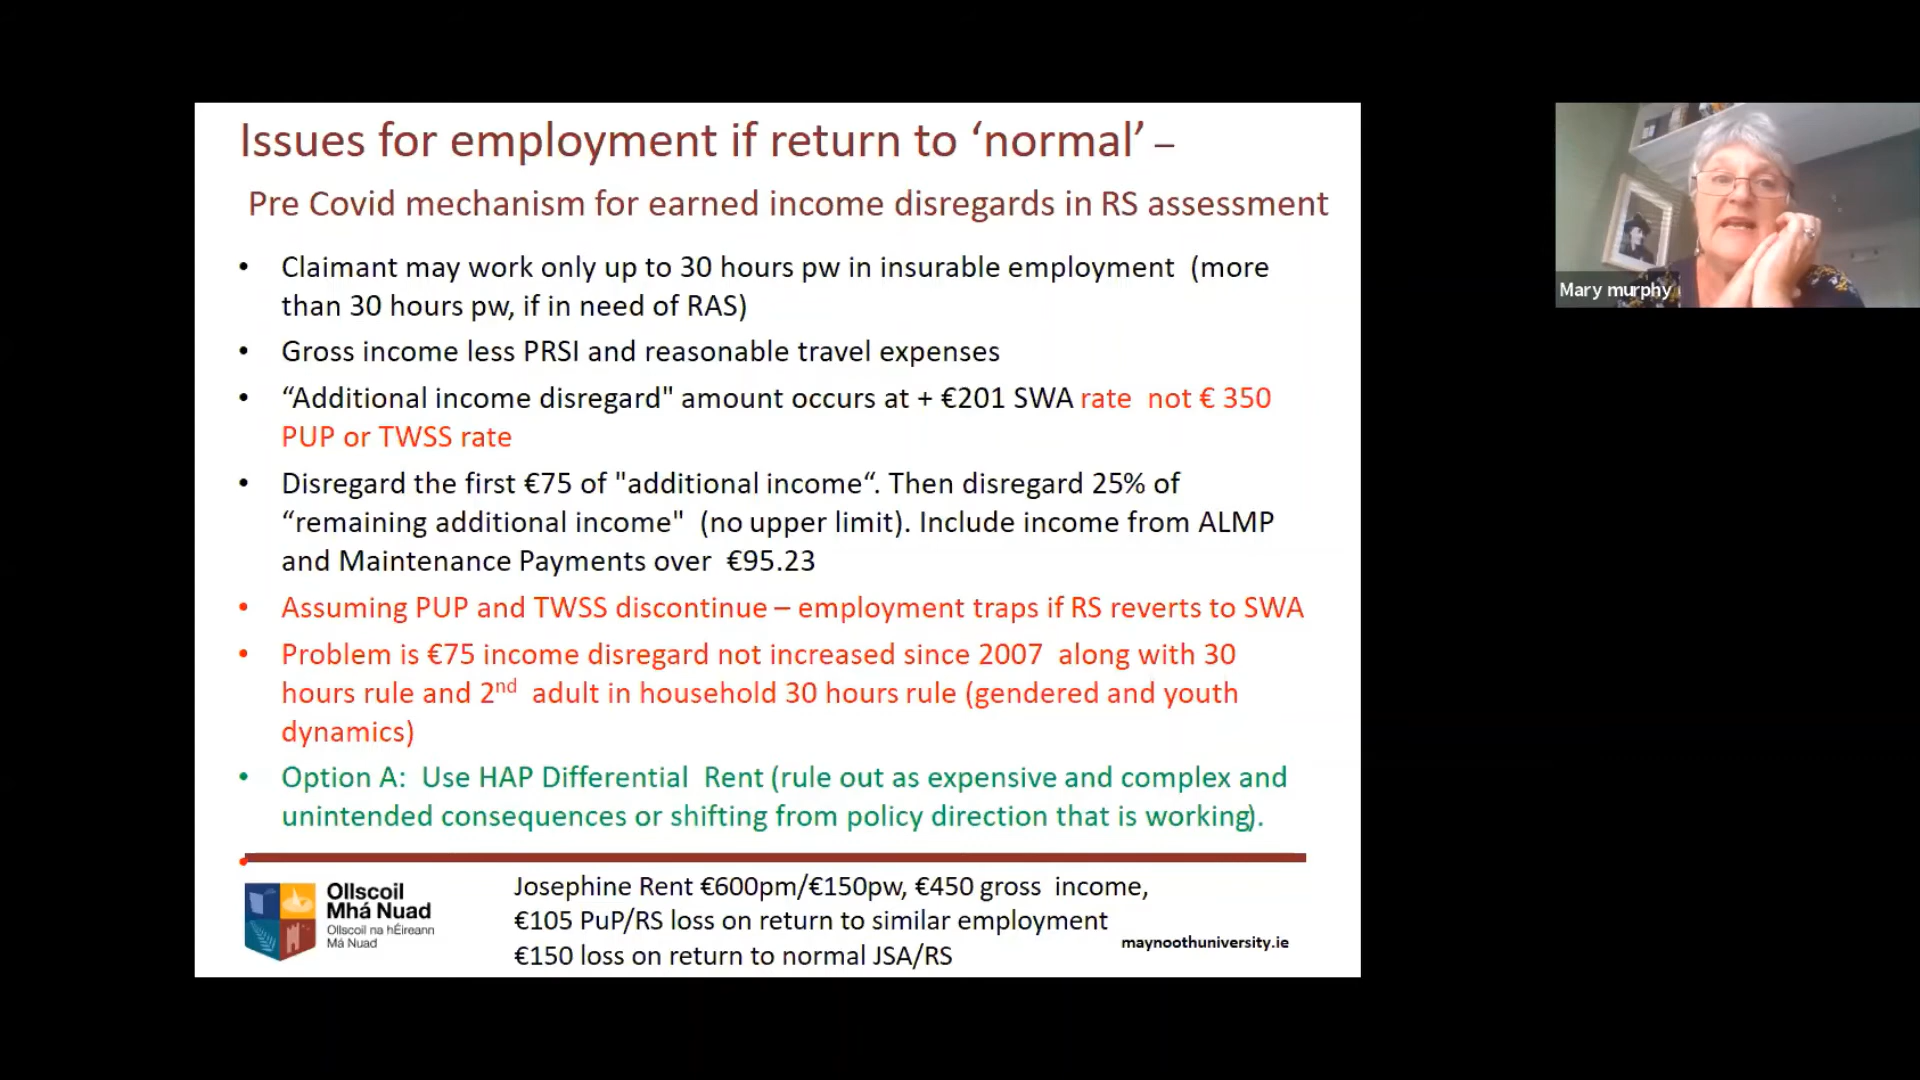 Issues for employment if return to ‘normal’ –
Pre Covid mechanism for earned income disregards in RS assessment
• Claimant may work only up to 30 hours pw in insurable employment (more
than 30 hours pw, if in need of RAS)
• Gross income less PRSI and reasonable travel expenses
• “Additional income disregard" amount occurs at + €201 SWA rate not € 350
PUP or TWSS rate
• Disregard the first €75 of "additional income“. Then disregard 25% of
“remaining additional income" (no upper limit). Include income from ALMP
and Maintenance Payments over €95.23
• Assuming PUP and TWSS discontinue – employment traps if RS reverts to SWA
• Problem is €75 income disregard not increased since 2007 along with 30
hours rule and 2nd adult in household 30 hours rule (gendered and youth
dynamics)
• Option A: Use HAP Differential Rent (rule out as expensive and complex and
unintended consequences or shifting from policy direction that is working).
•
Ollscoil
Mhá Nuad
Ollscoil na hÉireann
Má Nuad
Josephine Rent €600pm/€150pw, €450 gross income,
€105 PuP/RS loss on return to similar employment
€150 loss on return to normal JSA/RS
maynoothuniversity.ie
Mary murphy